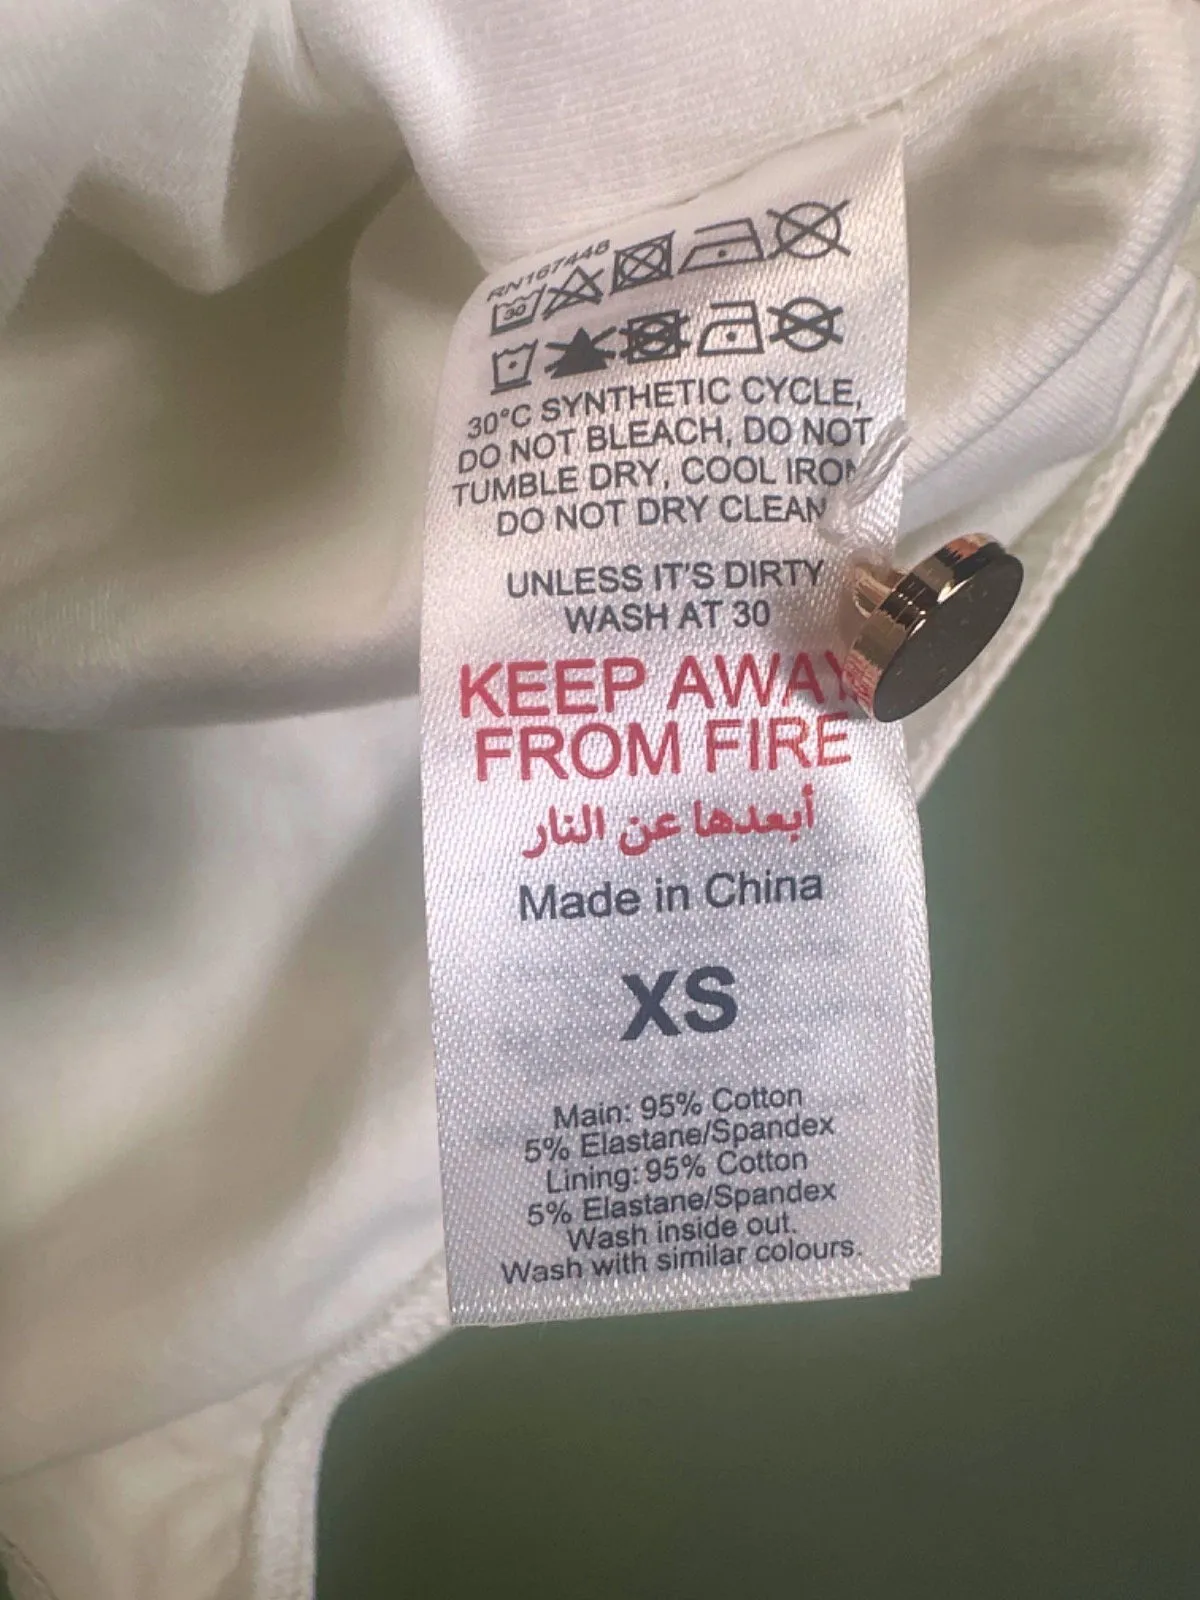 RN167448
30
30°C SYNTHETIC CYCLE,
DO NOT BLEACH, DO NOT
TUMBLE DRY, COOL IRON
DO NOT DRY CLEAN
UNLESS IT'S DIRTY
WASH AT 30
KEEP AWAY
FROM FIRE
أبعدها عن النار
Made in China
XS
Main: 95% Cotton
5% Elastane/Spandex
Lining: 95% Cotton
5% Elastane/Spandex
Wash inside out.
Wash with similar colours.